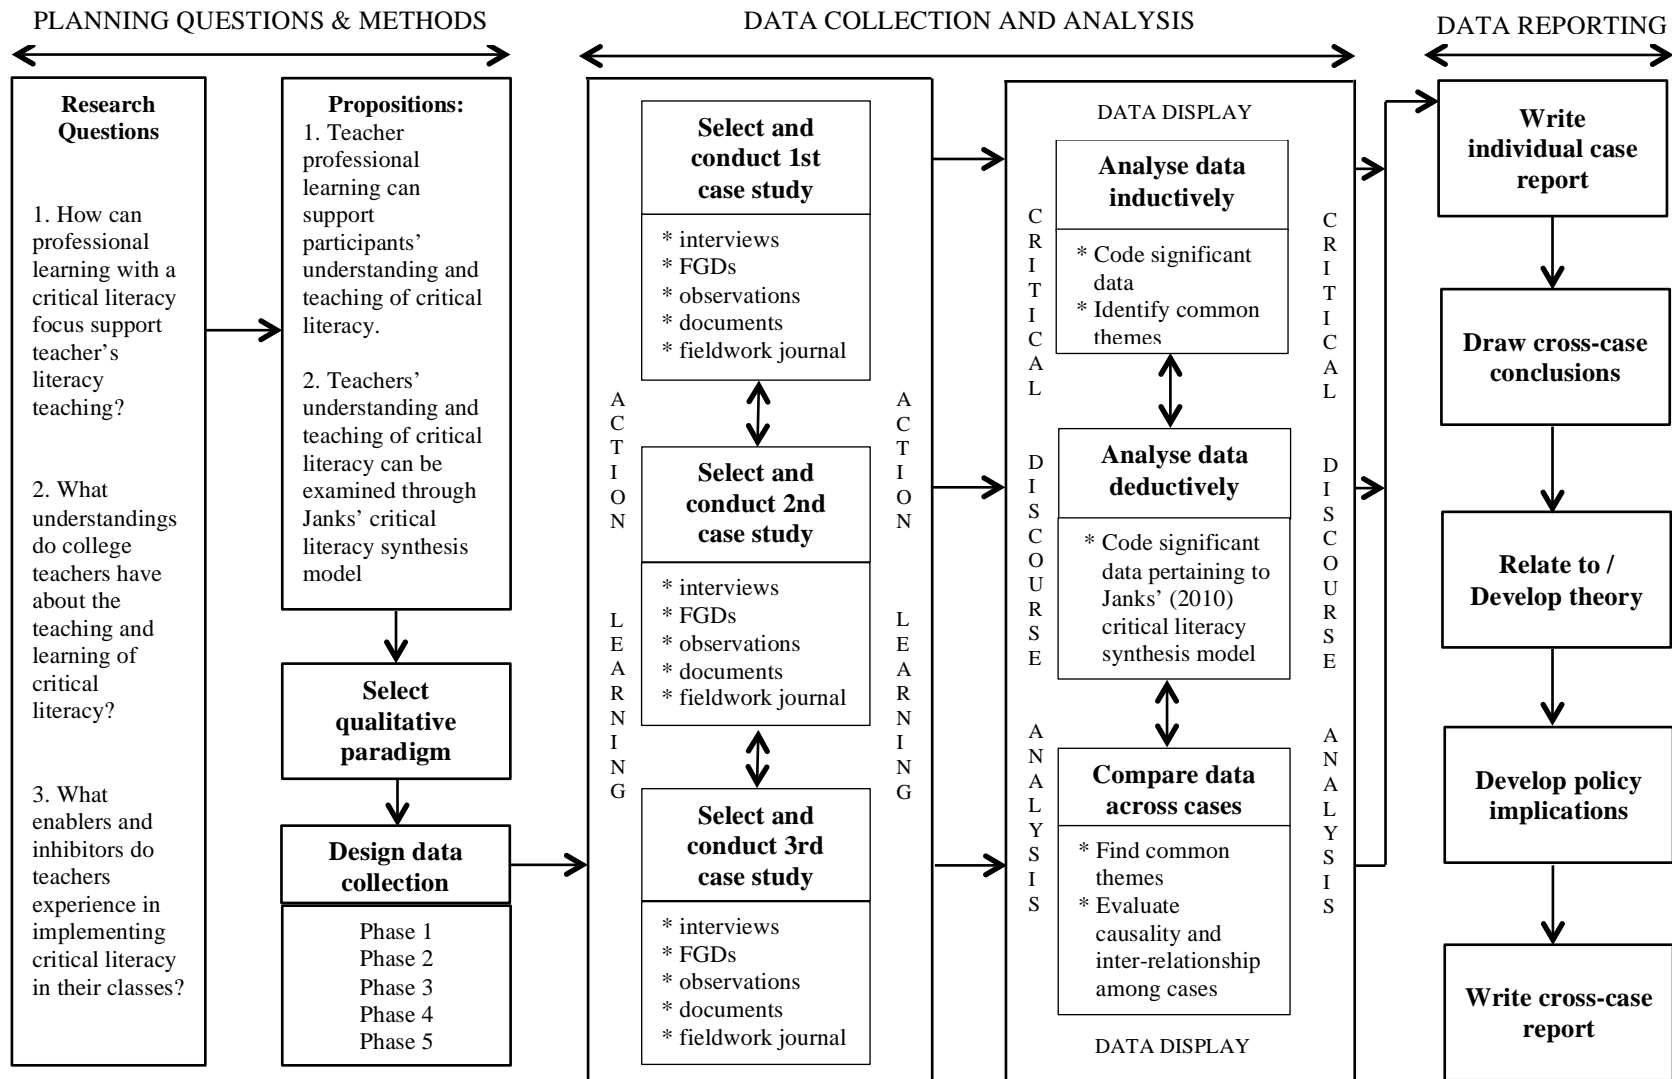 PLANNING QUESTIONS & METHODS
DATA COLLECTION AND ANALYSIS
DATA REPORTING
Research
Questions
1. How can
professional
learning with a
critical literacy
focus support
teacher’s
literacy
teaching?
2. What
understandings
do college
teachers have
about the
teaching and
learning of
critical
literacy?
3. What
enablers and
inhibitors do
teachers
experience in
implementing
critical literacy
in their classes?
Propositions:
1. Teacher
professional
learning can
support
participants’
understanding and
teaching of critical
literacy.
2. Teachers’
understanding and
teaching of critical
literacy can be
examined through
Janks’ critical
literacy synthesis
model
Select
qualitative
paradigm
Design data
collection
Phase 1
Phase 2
Phase 3
Phase 4
Phase 5
ACTION LEARNING
Select and
conduct 1st
case study
* interviews
* FGDs
* observations
* documents
* fieldwork journal
Select and
conduct 2nd
case study
* interviews
* FGDs
* observations
* documents
* fieldwork journal
Select and
conduct 3rd
case study
* interviews
* FGDs
* observations
* documents
* fieldwork journal
ACTION LEARNING
DATA DISPLAY
CRITICAL DISCOURSE ANALYSIS
Analyse data
inductively
* Code significant
data
* Identify common
themes
Analyse data
deductively
* Code significant
data pertaining to
Janks’ (2010)
critical literacy
synthesis model
Compare data
across cases
* Find common
themes
* Evaluate
causality and
inter-relationship
among cases
CRITICAL DISCOURSE ANALYSIS
DATA DISPLAY
Write
individual case
report
Draw cross-case
conclusions
Relate to /
Develop theory
Develop policy
implications
Write cross-case
report